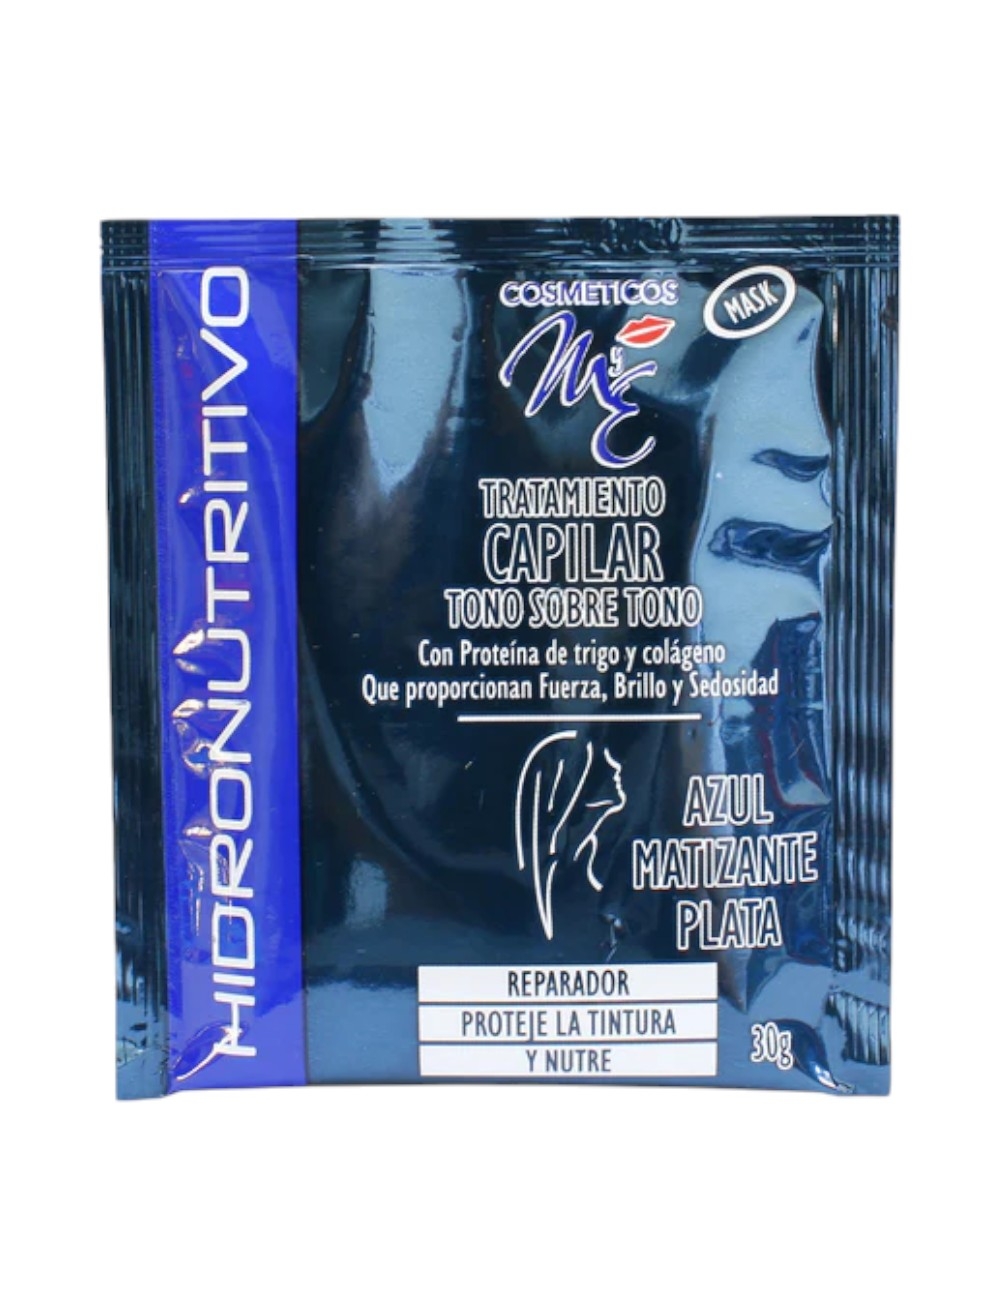 HIDRONUTRITIVO
COSMETICOS
MyE
MASK
TRATAMIENTO
CAPILAR
TONO SOBRE TONO
Con Proteína de trigo y colágeno
Que proporcionan Fuerza, Brillo y Sedosidad
AZUL
MATIZANTE
PLATA
REPARADOR
PROTEJE LA TINTURA
Y NUTRE
30g